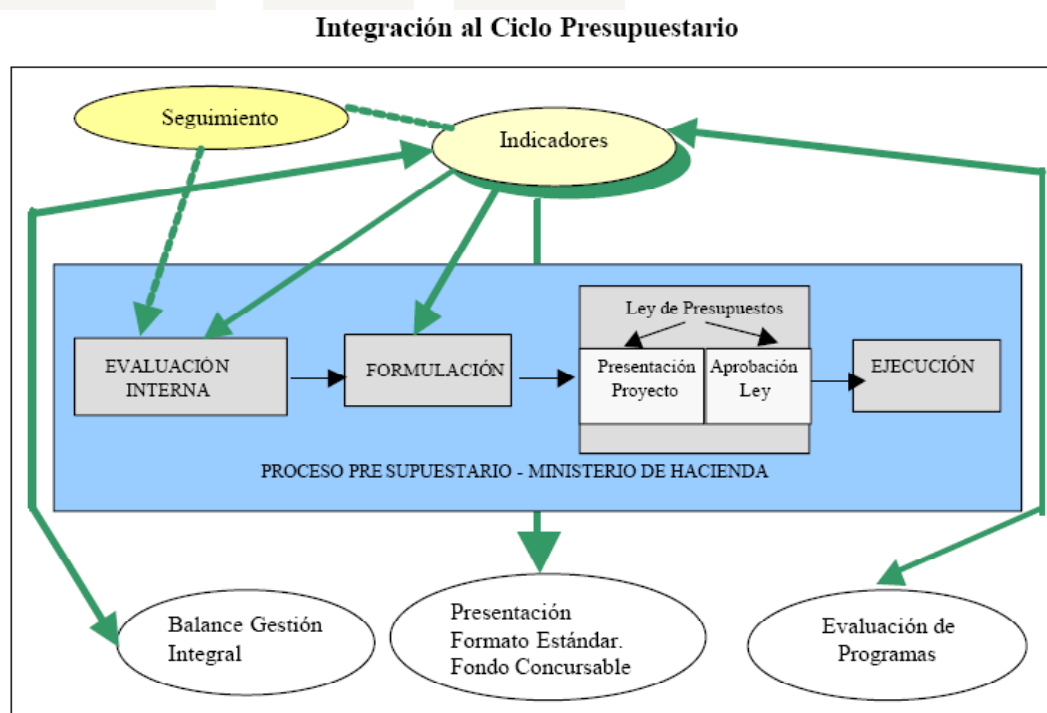 Integración al Ciclo Presupuestario
Seguimiento
Indicadores
Ley de Presupuestos
EVALUACIÓN
INTERNA
FORMULACIÓN
Presentación
Proyecto
Aprobación
Ley
EJECUCIÓN
PROCESO PRE SUPUESTARIO - MINISTERIO DE HACIENDA
Balance Gestión
Integral
Presentación
Formato Estándar.
Fondo Concursable
Evaluación de
Programas